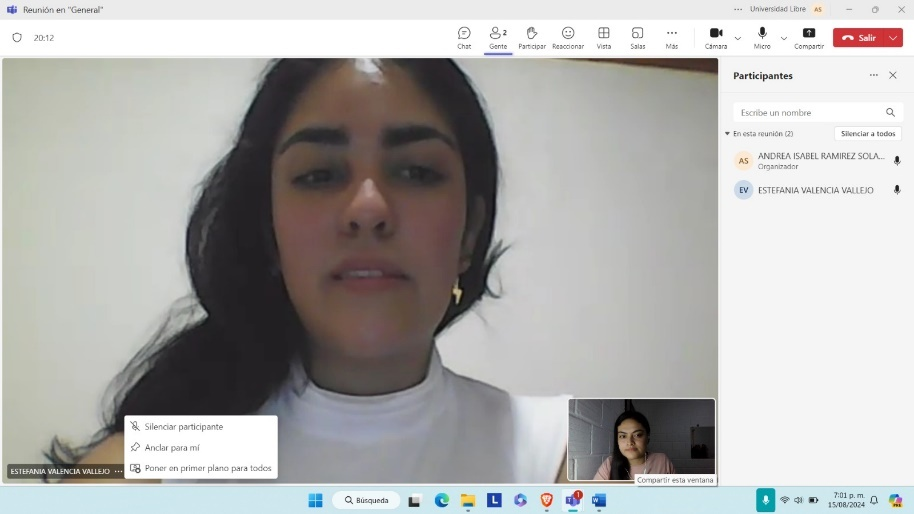 Reunión en "General"
Universidad Libre
AS
20:12
Chat
2
Gente
Participar
Reaccionar
Vista
Salas
Más
Cámara
Micro
Compartir
Salir
Participantes
Escribe un nombre
En esta reunión (2)
Silenciar a todos
AS
ANDREA ISABEL RAMIREZ SOLA...
Organizador
EV
ESTEFANIA VALENCIA VALLEJO
Silenciar participante
Anclar para mí
Poner en primer plano para todos
ESTEFANIA VALENCIA VALLEJO
Compartir esta ventana
Búsqueda
L
1
7:01 p. m.
15/08/2024